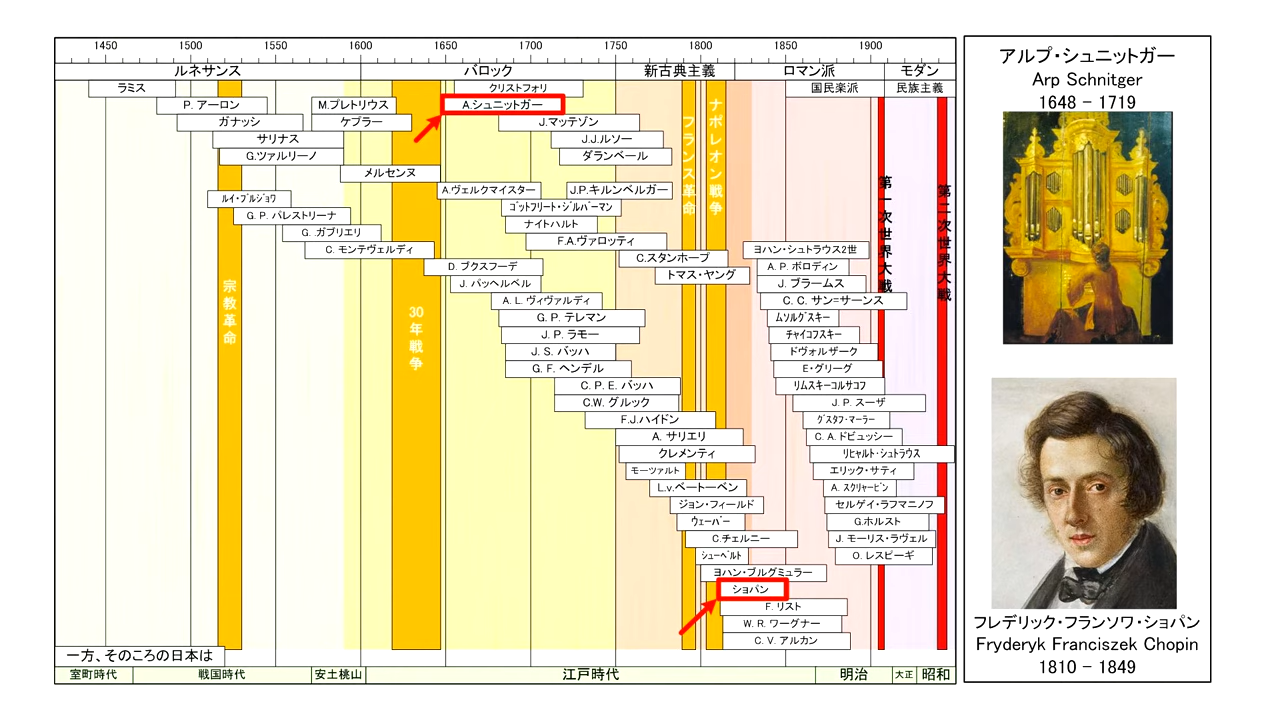 1450 1500 1550 1600 1650 1700 1750 1800 1850 1900
ルネサンス バロック 新古典主義 ロマン派 モダン
ラミス クリストフォリ 国民楽派 民族主義
P. アーロン M.プレトリウス A.シュニットガー
ガナッシ ケプラー J.マッテゾン
サリナス J.J.ルソー
G.ツァルリーノ ダランベール
メルセンヌ
A.ヴェルクマイスター J.P.キルンベルガー
ルイ・ブルジョワ ゴットフリート・ジルバーマン
G. P. パレストリーナ ナイトハルト
G. ガブリエリ F.A.ヴァロッティ
C. モンテヴェルディ C.スタンホープ ヨハン・シュトラウス2世
D. ブクスフーデ トマス・ヤング A. P. ボロディン
J. パッヘルベル J. ブラームス
A. L. ヴィヴァルディ C. C. サン=サーンス
G. P. テレマン ムソルグスキー
J. P. ラモー チャイコフスキー
J. S. バッハ ドヴォルザーク
G. F. ヘンデル E・グリーグ
C. P. E. バッハ リムスキーコルサコフ
C.W. グルック J. P. スーザ
F.J.ハイドン グスタフ・マーラー
A. サリエリ C. A. ドビュッシー
クレメンティ リヒャルト・シュトラウス
モーツァルト エリック・サティ
L.v.ベートーベン A. スクリャービン
ジョン・フィールド セルゲイ・ラフマニノフ
ウェーバー G.ホルスト
C.チェルニー J. モーリス・ラヴェル
シューベルト O. レスピーギ
ヨハン・ブルグミュラー
ショパン
F. リスト
W. R. ワーグナー
C. V. アルカン
宗教革命
30年戦争
フランス革命
ナポレオン戦争
第一次世界大戦
第二次世界大戦
一方、そのころの日本は
室町時代 戦国時代 安土桃山 江戸時代 明治 大正 昭和
アルプ・シュニットガー
Arp Schnitger
1648 – 1719
フレデリック・フランソワ・ショパン
Fryderyk Franciszek Chopin
1810 – 1849